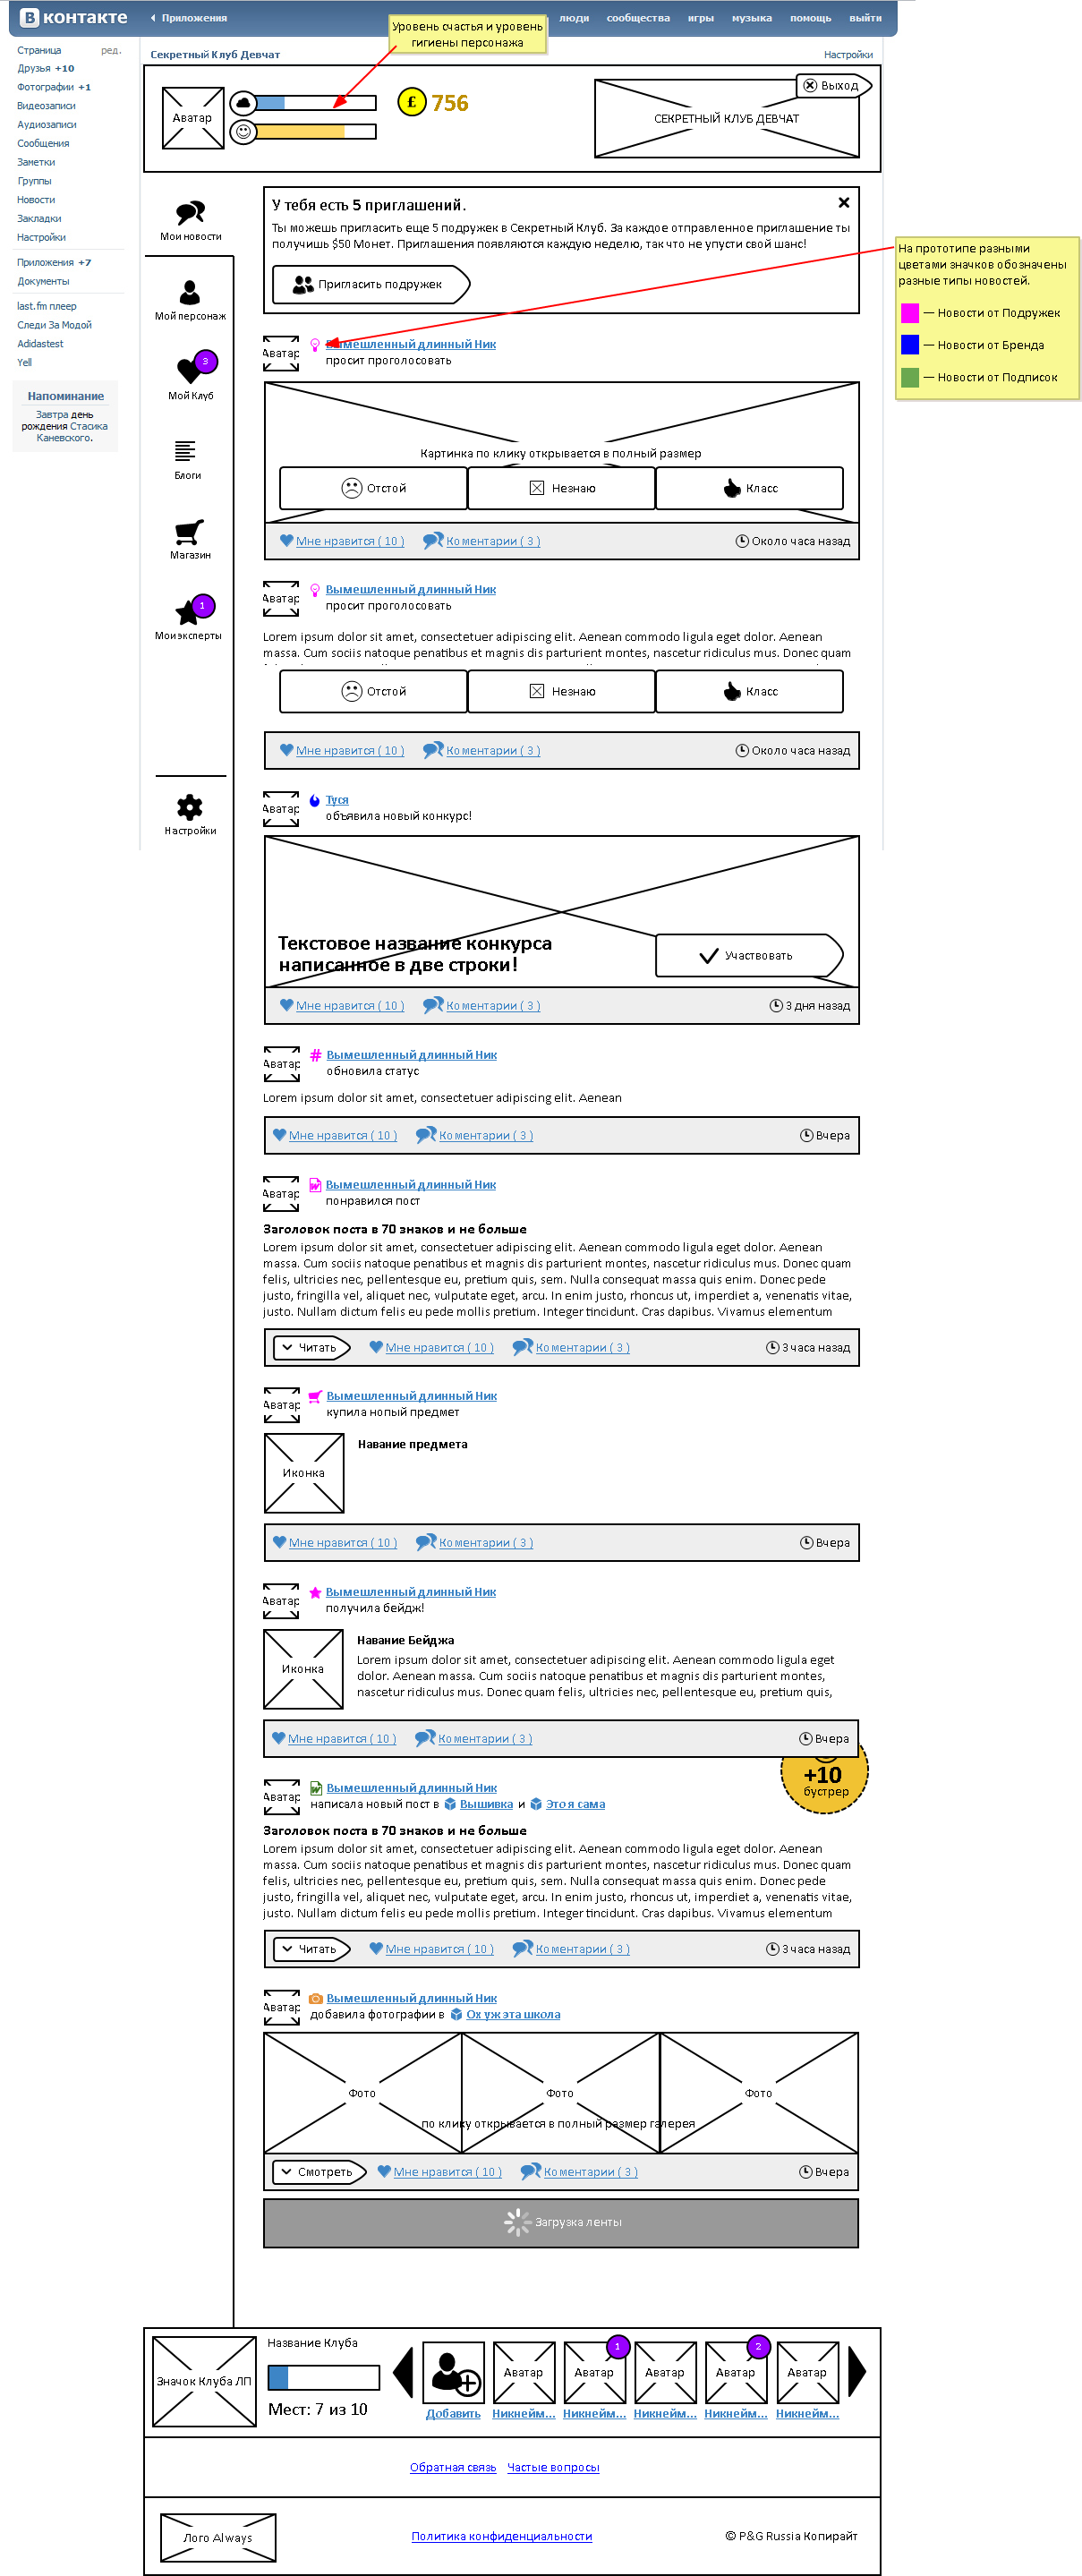 В контакте
Приложения
люди
сообщества
игры
музыка
помощь
выйти
Уровень счастья и уровень
гигиены персонажа
Страница
ред.
Друзья +10
Фотографии +1
Видеозаписи
Аудиозаписи
Сообщения
Заметки
Группы
Новости
Закладки
Настройки
Приложения +7
Документы
last.fm плеер
Следи За Модой
Adidastest
Yell
Напоминание
Завтра день
рождения Стасика
Каневского.
Секретный Клуб Девчат
Настройки
Аватар
£
756
СЕКРЕТНЫЙ КЛУБ ДЕВЧАТ
Выход
Мои новости
Мой персонаж
3
Мой Клуб
Блоги
Магазин
1
Мои эксперты
Настройки
У тебя есть 5 приглашений.
Ты можешь пригласить еще 5 подружек в Секретный Клуб. За каждое отправленное приглашение ты
получишь $50 Монет. Приглашения появляются каждую неделю, так что не упусти свой шанс!
Пригласить подружек
На прототипе разными
цветами значков обозначены
разные типы новостей.
— Новости от Подружек
— Новости от Бренда
— Новости от Подписок
Аватар
Вымешленный длинный Ник
просит проголосовать
Картинка по клику открывается в полный размер
Отстой
Незнаю
Класс
Мне нравится ( 10 )
Коментарии ( 3 )
Около часа назад
Аватар
Вымешленный длинный Ник
просит проголосовать
Lorem ipsum dolor sit amet, consectetuer adipiscing elit. Aenean commodo ligula eget dolor. Aenean
massa. Cum sociis natoque penatibus et magnis dis parturient montes, nascetur ridiculus mus. Donec quam
Отстой
Незнаю
Класс
Мне нравится ( 10 )
Коментарии ( 3 )
Около часа назад
Аватар
Туся
объявила новый конкурс!
Текстовое название конкурса
написанное в две строки!
Участвовать
Мне нравится ( 10 )
Коментарии ( 3 )
3 дня назад
Аватар
Вымешленный длинный Ник
обновила статус
Lorem ipsum dolor sit amet, consectetuer adipiscing elit. Aenean
Мне нравится ( 10 )
Коментарии ( 3 )
Вчера
Аватар
Вымешленный длинный Ник
понравился пост
Заголовок поста в 70 знаков и не больше
Lorem ipsum dolor sit amet, consectetuer adipiscing elit. Aenean commodo ligula eget dolor. Aenean
massa. Cum sociis natoque penatibus et magnis dis parturient montes, nascetur ridiculus mus. Donec quam
felis, ultricies nec, pellentesque eu, pretium quis, sem. Nulla consequat massa quis enim. Donec pede
justo, fringilla vel, aliquet nec, vulputate eget, arcu. In enim justo, rhoncus ut, imperdiet a, venenatis vitae,
justo. Nullam dictum felis eu pede mollis pretium. Integer tincidunt. Cras dapibus. Vivamus elementum
Читать
Мне нравится ( 10 )
Коментарии ( 3 )
3 часа назад
Аватар
Вымешленный длинный Ник
купила нопый предмет
Иконка
Навание предмета
Мне нравится ( 10 )
Коментарии ( 3 )
Вчера
Аватар
Вымешленный длинный Ник
получила бейдж!
Иконка
Навание Бейджа
Lorem ipsum dolor sit amet, consectetuer adipiscing elit. Aenean commodo ligula eget
dolor. Aenean massa. Cum sociis natoque penatibus et magnis dis parturient montes,
nascetur ridiculus mus. Donec quam felis, ultricies nec, pellentesque eu, pretium quis,
Мне нравится ( 10 )
Коментарии ( 3 )
Вчера
+10
бустрер
Аватар
Вымешленный длинный Ник
написала новый пост в Вышивка и Это я сама
Заголовок поста в 70 знаков и не больше
Lorem ipsum dolor sit amet, consectetuer adipiscing elit. Aenean commodo ligula eget dolor. Aenean
massa. Cum sociis natoque penatibus et magnis dis parturient montes, nascetur ridiculus mus. Donec quam
felis, ultricies nec, pellentesque eu, pretium quis, sem. Nulla consequat massa quis enim. Donec pede
justo, fringilla vel, aliquet nec, vulputate eget, arcu. In enim justo, rhoncus ut, imperdiet a, venenatis vitae,
justo. Nullam dictum felis eu pede mollis pretium. Integer tincidunt. Cras dapibus. Vivamus elementum
Читать
Мне нравится ( 10 )
Коментарии ( 3 )
3 часа назад
Аватар
Вымешленный длинный Ник
добавила фотографии в Ох уж эта школа
Фото
Фото
Фото
по клику открывается в полный размер галерея
Смотреть
Мне нравится ( 10 )
Коментарии ( 3 )
Вчера
Загрузка ленты
Значок Клуба ЛП
Название Клуба
Мест: 7 из 10
Добавить
Аватар
Никнейм...
1
Аватар
Никнейм...
Аватар
Никнейм...
2
Аватар
Никнейм...
Аватар
Никнейм...
Обратная связь
Частые вопросы
Лого Always
Политика конфиденциальности
© P&G Russia Копирайт